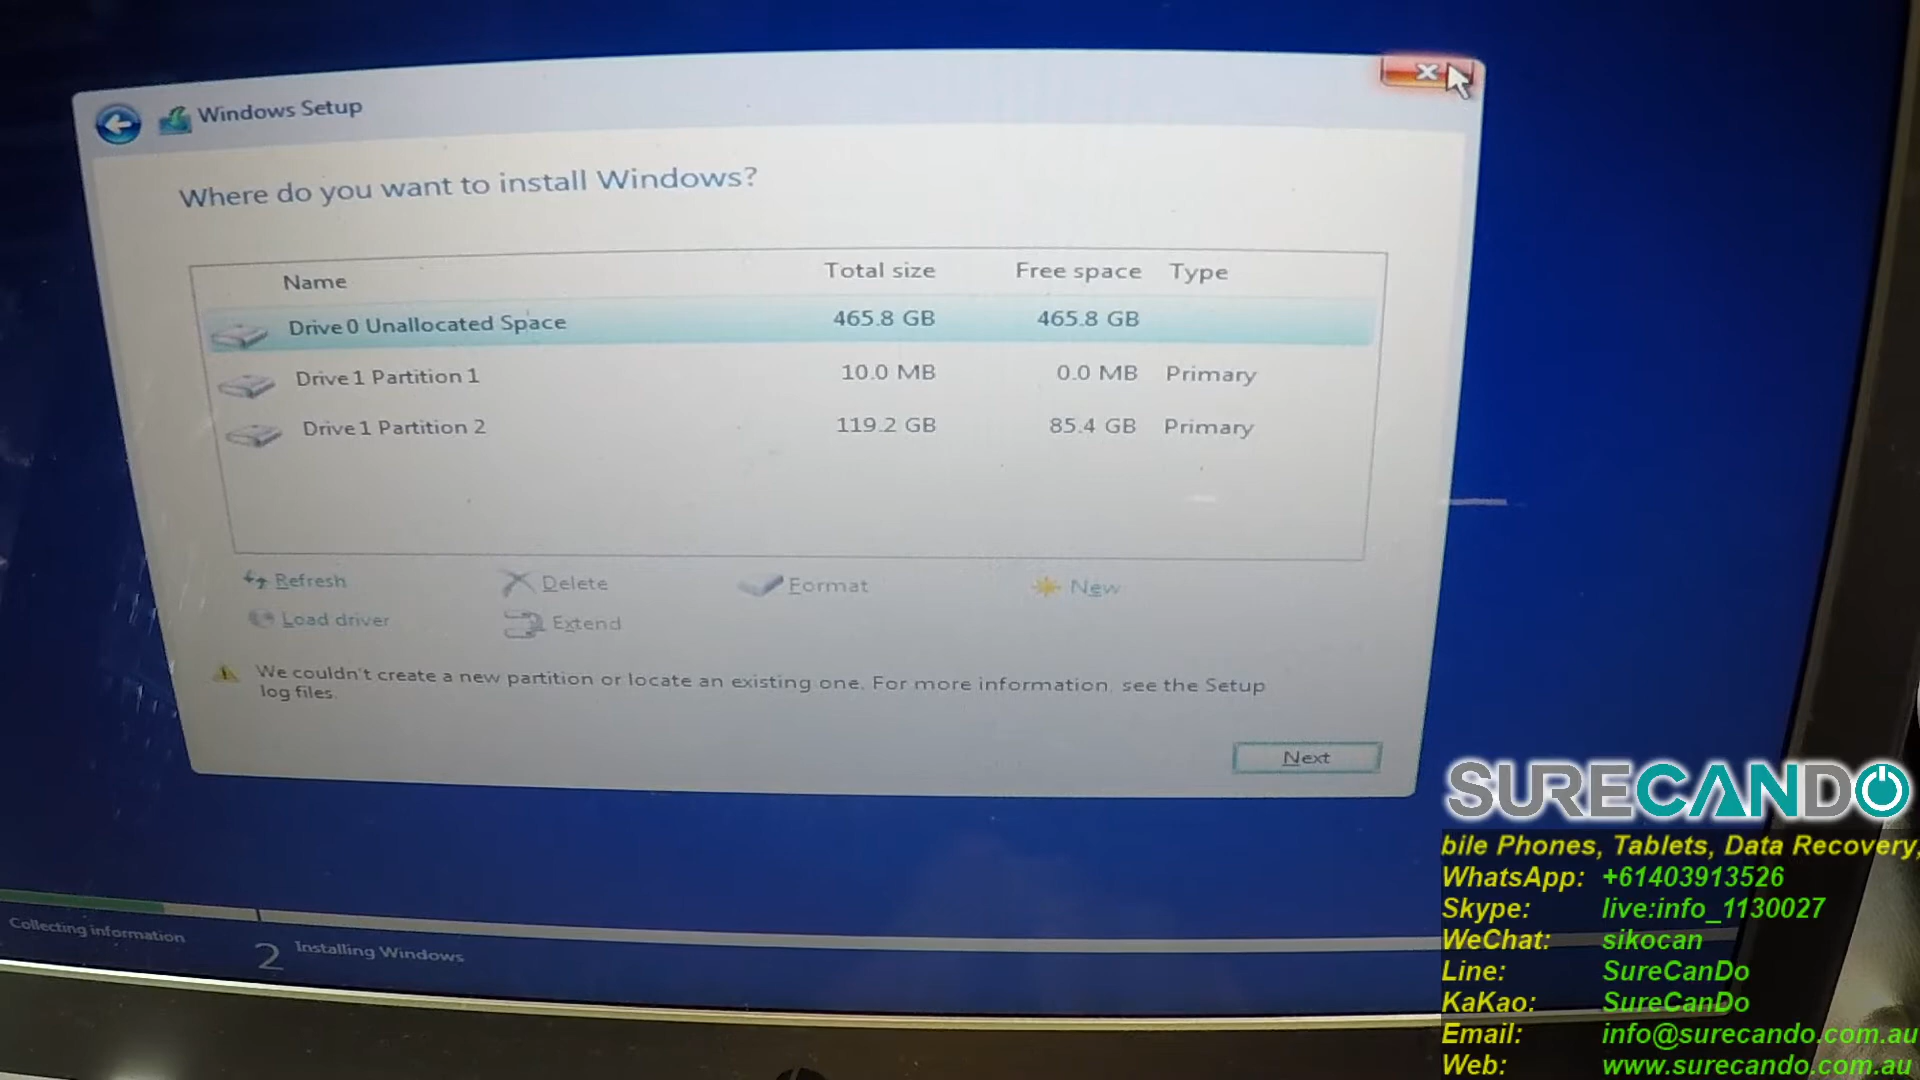 Windows Setup
Where do you want to install Windows?
Name Total size Free space Type
Drive 0 Unallocated Space 465.8 GB 465.8 GB
Drive 1 Partition 1 10.0 MB 0.0 MB Primary
Drive 1 Partition 2 119.2 GB 85.4 GB Primary
Refresh Delete Format New
Load driver Extend
We couldn't create a new partition or locate an existing one. For more information, see the Setup
log files.
Next
Collecting information
2 Installing Windows
SURECANDO
bile Phones, Tablets, Data Recovery,
WhatsApp: +61403913526
Skype: live:info_1130027
WeChat: sikocan
Line: SureCanDo
KaKao: SureCanDo
Email: info@surecando.com.au
Web: www.surecando.com.au